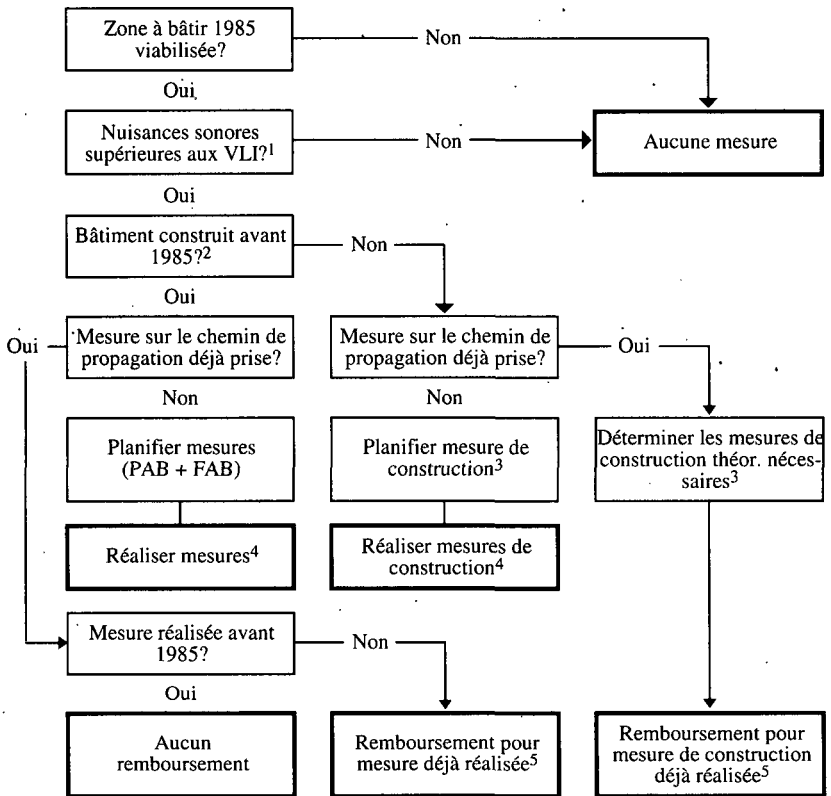 Zone à bâtir 1985
viabilisée?
Non
Oui
Nuisances sonores
supérieures aux VLI?1
Non
Aucune mesure
Oui
Bâtiment construit avant
1985?2
Non
Oui
Oui
Mesure sur le chemin de
propagation déjà prise?
Mesure sur le chemin de
propagation déjà prise?
Oui
Non
Non
Planifier mesures
(PAB + FAB)
Planifier mesure de
construction3
Déterminer les mesures de
construction théor. néces-
saires3
Réaliser mesures4
Réaliser mesures de
construction4
Mesure réalisée avant
1985?
Non
Oui
Aucun
remboursement
Remboursement pour
mesure déjà réalisée5
Remboursement pour
mesure de construction
déjà réalisée5